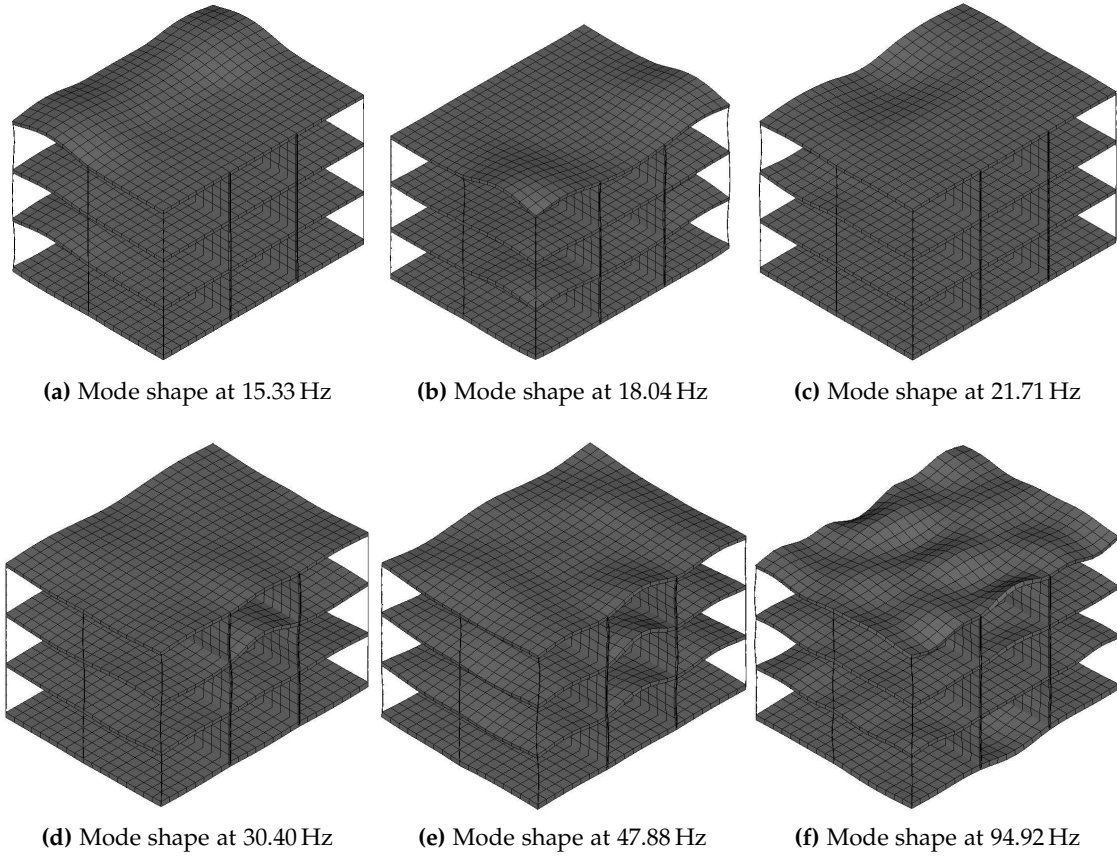 (a) Mode shape at 15.33 Hz
(b) Mode shape at 18.04 Hz
(c) Mode shape at 21.71 Hz
(d) Mode shape at 30.40 Hz
(e) Mode shape at 47.88 Hz
(f) Mode shape at 94.92 Hz